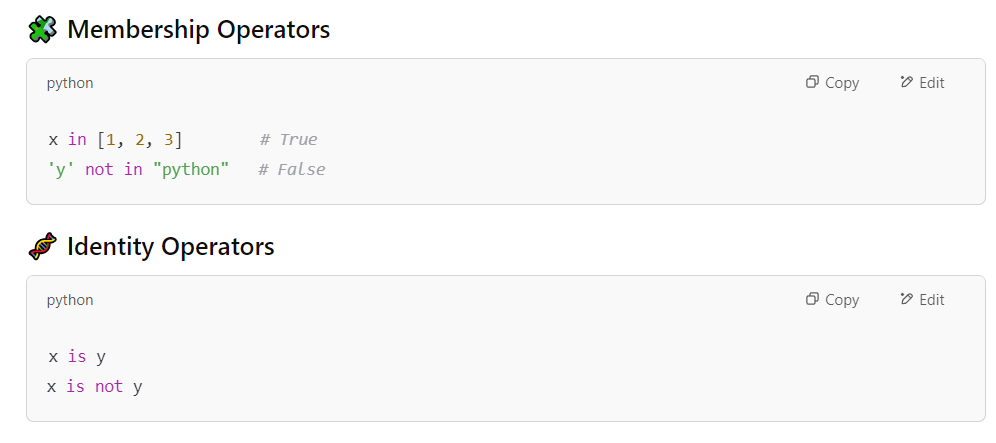 Membership Operators
python Copy Edit
x in [1, 2, 3] # True
'y' not in "python" # False
Identity Operators
python Copy Edit
x is y
x is not y